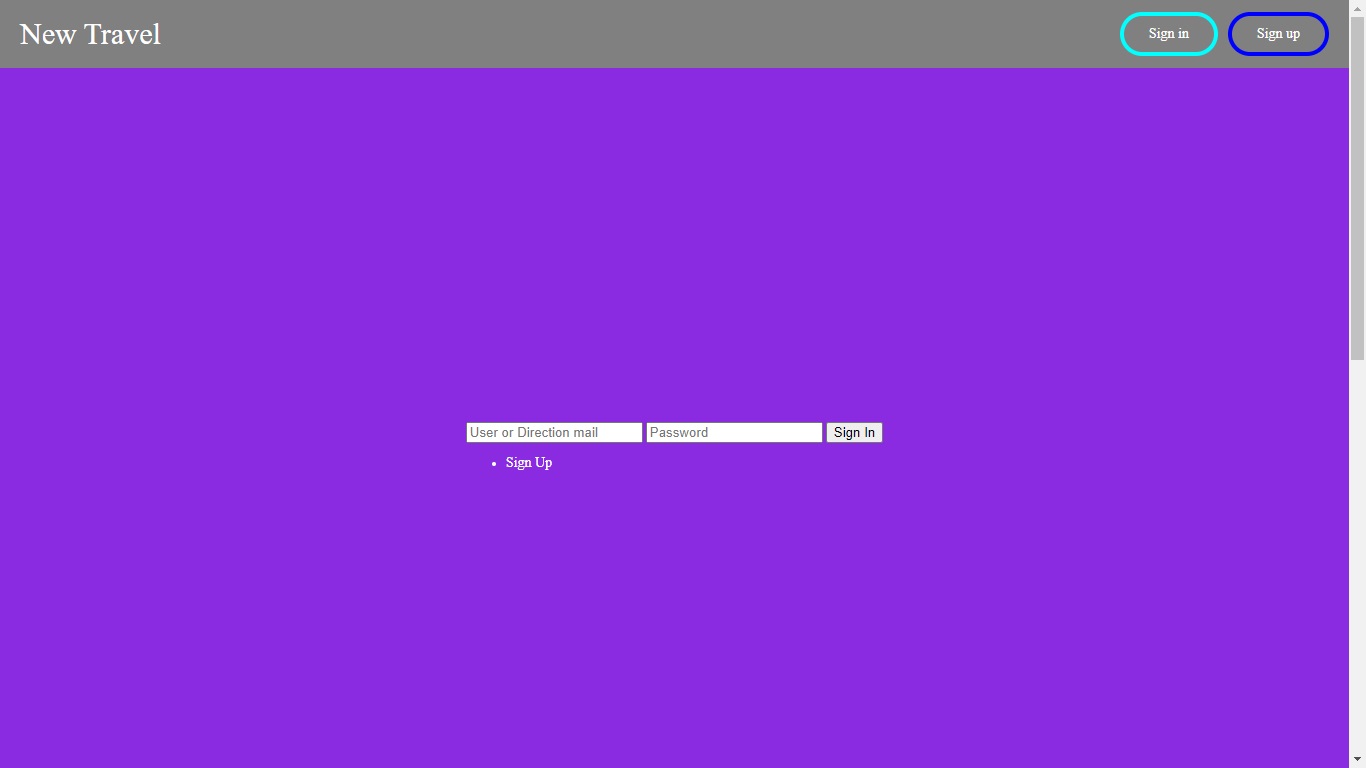 New Travel
Sign in
Sign up
User or Direction mail
Password
Sign In
Sign Up